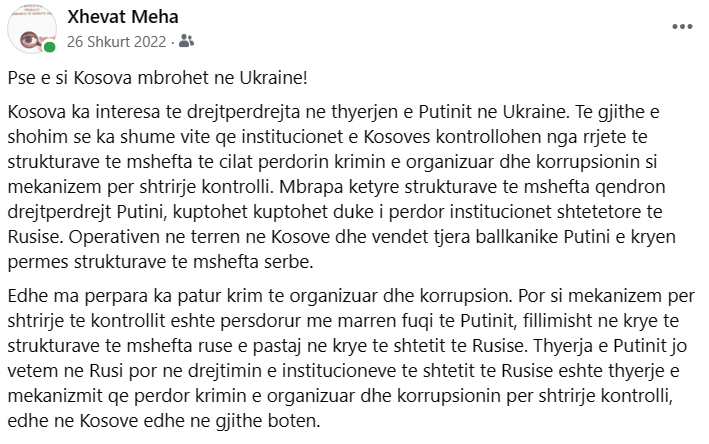 Xhevat Meha
26 Shkurt 2022 ·
Pse e si Kosova mbrohet ne Ukraine!
Kosova ka interesa te drejtperdrejta ne thyerjen e Putinit ne Ukraine. Te gjithe e
shohim se ka shume vite qe institucionet e Kosoves kontrollohen nga rrjete te
strukturave te mshefta te cilat perdorin krimin e organizuar dhe korrupsionin si
mekanizem per shtrirje kontrolli. Mbrapa ketyre strukturave te mshefta qendron
drejtperdrejt Putini, kuptohet kuptohet duke i perdor institucionet shtetetore te
Rusise. Operativen ne terren ne Kosove dhe vendet tjera ballkanike Putini e kryen
permes strukturave te mshefta serbe.
Edhe ma perpara ka patur krim te organizuar dhe korrupsion. Por si mekanizem per
shtrirje te kontrollit eshte persdorur me marren fuqi te Putinit, fillimisht ne krye te
strukturave te mshefta ruse e pastaj ne krye te shtetit te Rusise. Thyerja e Putinit jo
vetem ne Rusi por ne drejtimin e institucioneve te shtetit te Rusise eshte thyerje e
mekanizmit qe perdor krimin e organizuar dhe korrupsionin per shtrirje kontrolli,
edhe ne Kosove edhe ne gjithe boten.